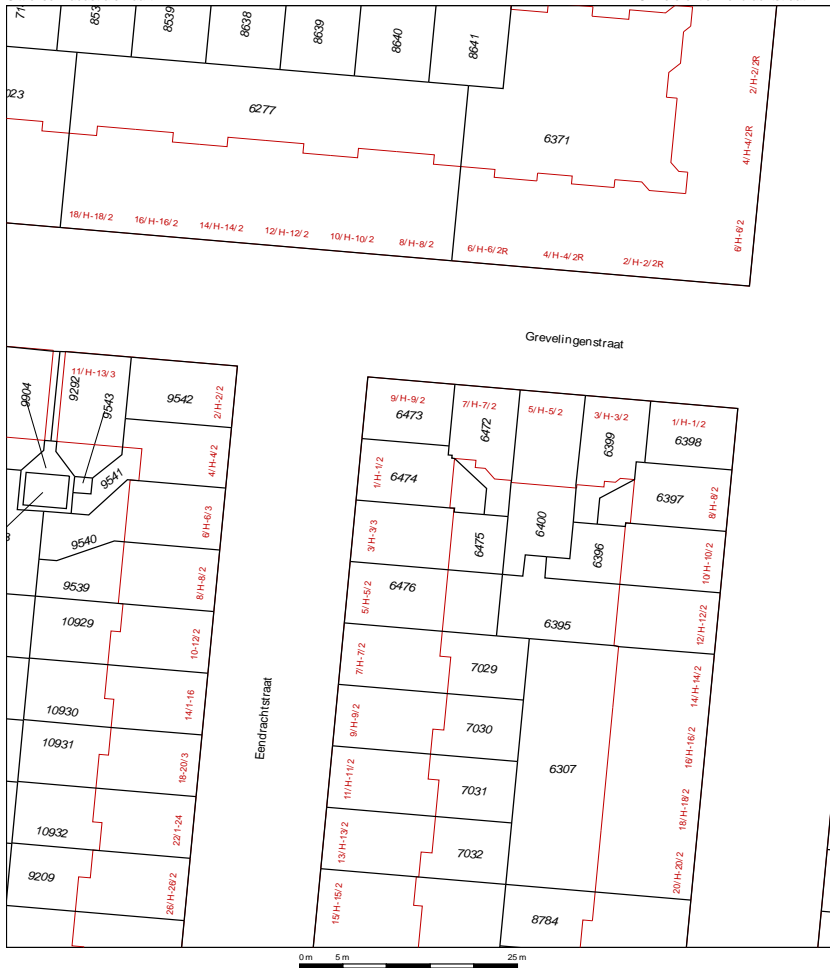 8539
8638
8639
8640
8641
6277
6371
2/H-2/2R
4/H-4/2R
6/H-6/2
18/H-18/2
16/H-16/2
14/H-14/2
12/H-12/2
10/H-10/2
8/H-8/2
6/H-6/2R
4/H-4/2R
2/H-2/2R
Grevelingenstraat
9904
9292
11/H-13/3
9543
9542
2/H-2/2
4/H-4/2
9541
6/H-6/3
9540
9539
8/H-8/2
10929
10-12/2
10930
14/1-16
10931
18-20/3
10932
22/1-24
9209
26/H-26/2
Eendrachtstraat
9/H-9/2
6473
7/H-7/2
6472
5/H-5/2
3/H-3/2
6399
1/H-1/2
6398
1/H-1/2
6474
6397
8/H-8/2
3/H-3/3
6475
6400
6396
10/H-10/2
5/H-5/2
6476
6395
12/H-12/2
7/H-7/2
7029
14/H-14/2
9/H-9/2
7030
16/H-16/2
11/H-11/2
7031
6307
18/H-18/2
13/H-13/2
7032
20/H-20/2
15/H-15/2
8784
0 m
5 m
25 m